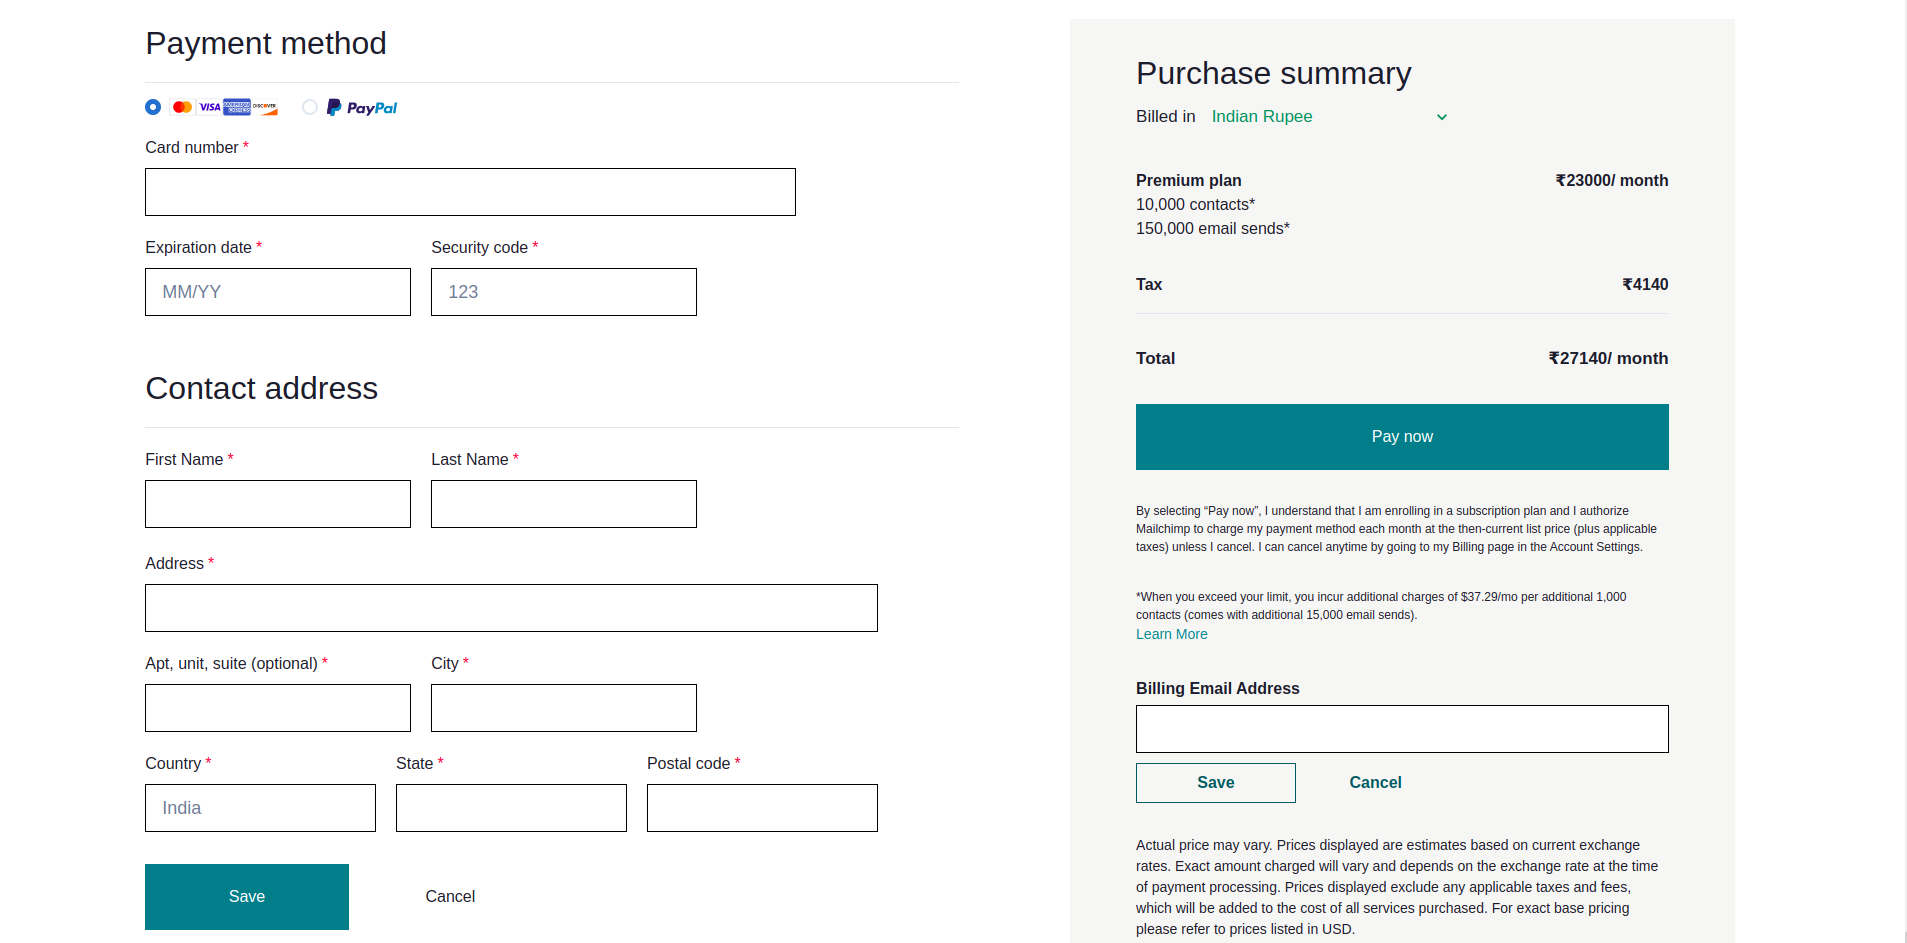 Payment method
VISA DISCOVER PayPal
Card number *
Expiration date * Security code *
MM/YY 123
Contact address
First Name * Last Name *
Address *
Apt, unit, suite (optional) * City *
Country * State * Postal code *
India
Save Cancel
Purchase summary
Billed in Indian Rupee
Premium plan ₹23000/ month
10,000 contacts*
150,000 email sends*
Tax ₹4140
Total ₹27140/ month
Pay now
By selecting “Pay now”, I understand that I am enrolling in a subscription plan and I authorize
Mailchimp to charge my payment method each month at the then-current list price (plus applicable
taxes) unless I cancel. I can cancel anytime by going to my Billing page in the Account Settings.
*When you exceed your limit, you incur additional charges of $37.29/mo per additional 1,000
contacts (comes with additional 15,000 email sends).
Learn More
Billing Email Address
Save Cancel
Actual price may vary. Prices displayed are estimates based on current exchange
rates. Exact amount charged will vary and depends on the exchange rate at the time
of payment processing. Prices displayed exclude any applicable taxes and fees,
which will be added to the cost of all services purchased. For exact base pricing
please refer to prices listed in USD.